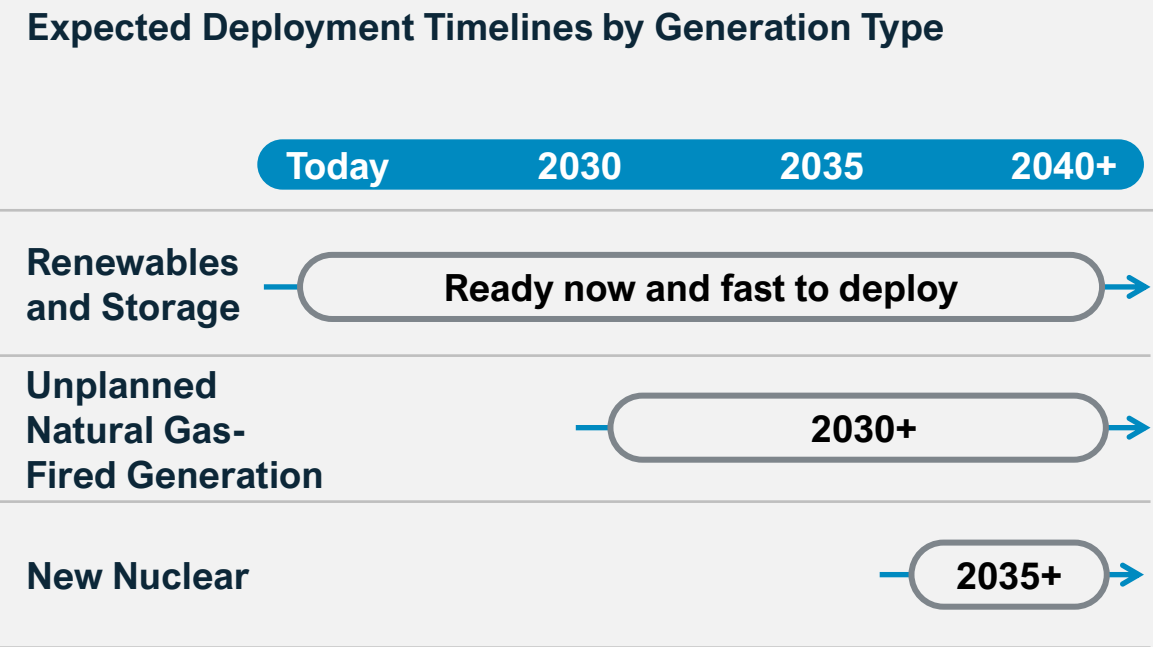 Expected Deployment Timelines by Generation Type
Today 2030 2035 2040+
Renewables
and Storage
Ready now and fast to deploy
Unplanned
Natural Gas-
Fired Generation
2030+
New Nuclear
2035+